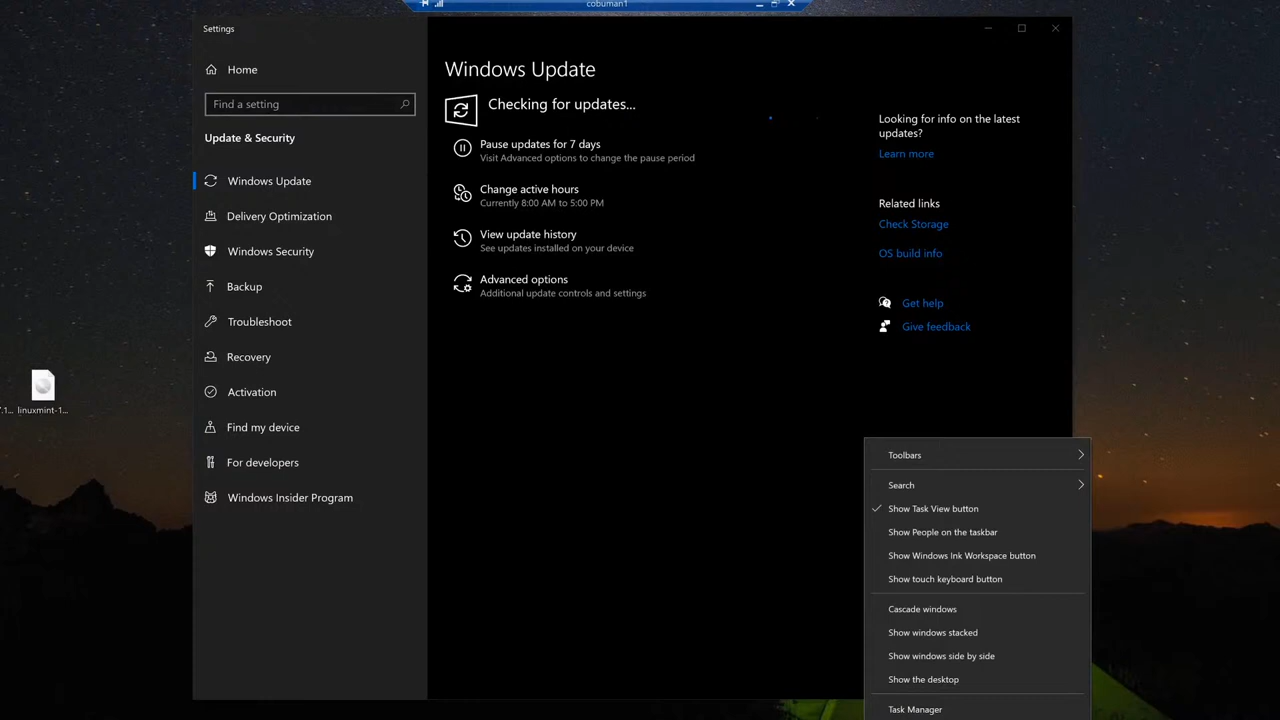 cobuman1
Settings
Home
Find a setting
Update & Security
Windows Update
Delivery Optimization
Windows Security
Backup
Troubleshoot
Recovery
Activation
Find my device
For developers
Windows Insider Program
Windows Update
Checking for updates...
Pause updates for 7 days
Visit Advanced options to change the pause period
Change active hours
Currently 8:00 AM to 5:00 PM
View update history
See updates installed on your device
Advanced options
Additional update controls and settings
Looking for info on the latest
updates?
Learn more
Related links
Check Storage
OS build info
Get help
Give feedback
7.1... linuxmint-1...
Toolbars
Search
Show Task View button
Show People on the taskbar
Show Windows Ink Workspace button
Show touch keyboard button
Cascade windows
Show windows stacked
Show windows side by side
Show the desktop
Task Manager